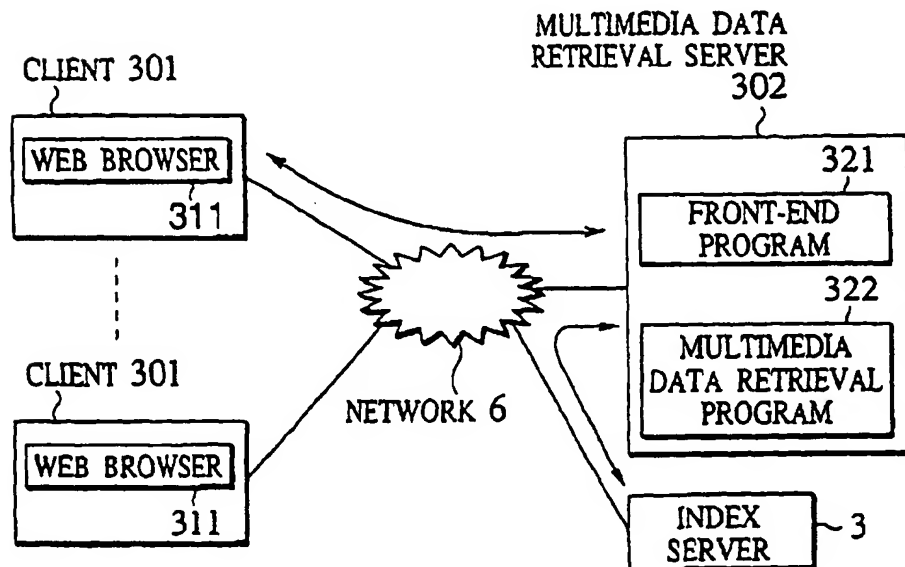 MULTIMEDIA DATA
RETRIEVAL SERVER
302
CLIENT 301
WEB BROWSER
311
321
FRONT-END
PROGRAM
322
MULTIMEDIA
DATA RETRIEVAL
PROGRAM
CLIENT 301
NETWORK 6
WEB BROWSER
311
INDEX
SERVER
3